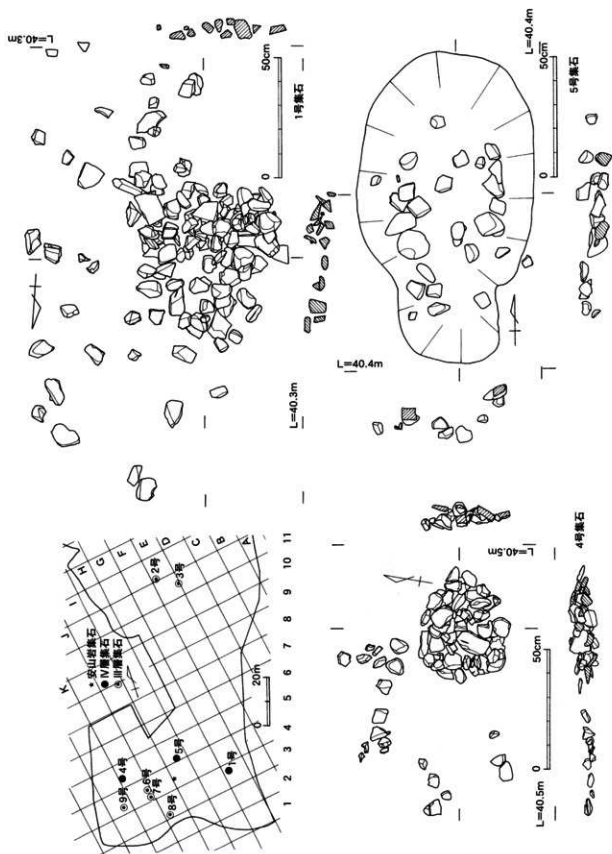 L=40.3m
50cm
0
1号集石
L=40.3m
L=40.4m
50cm
0
5号集石
L=40.4m
K
J
I
H
G
F
E
D
C
B
A
1
2
3
4
5
6
7
8
9
10
11
安山岩集石
Ⅳ層集石
Ⅲ層集石
0
20m
9号
4号
6号
7号
8号
5号
1号
2号
3号
L=40.5m
50cm
0
L=40.5m
4号集石